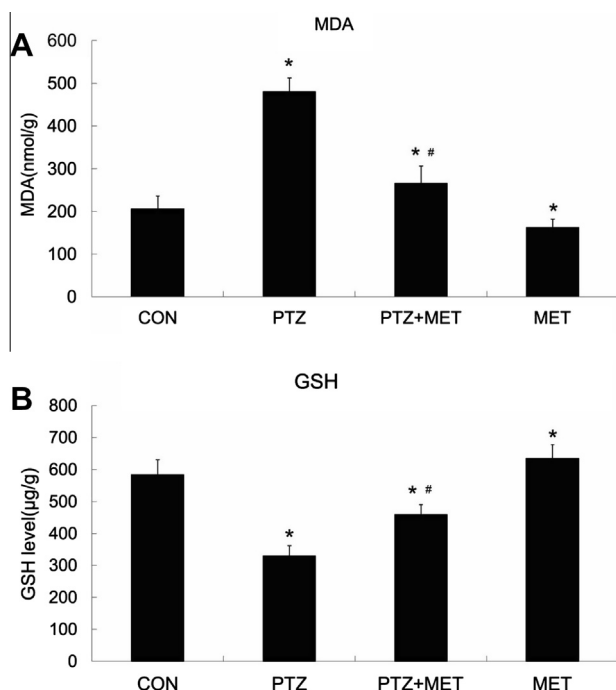 A
MDA
600
*
500
MDA(nmol/g)
400
* #
300
*
200
100
0
CON PTZ PTZ+MET MET
B
GSH
800
700
*
600
GSH level(µg/g)
500
* #
400
*
300
200
100
0
CON PTZ PTZ+MET MET